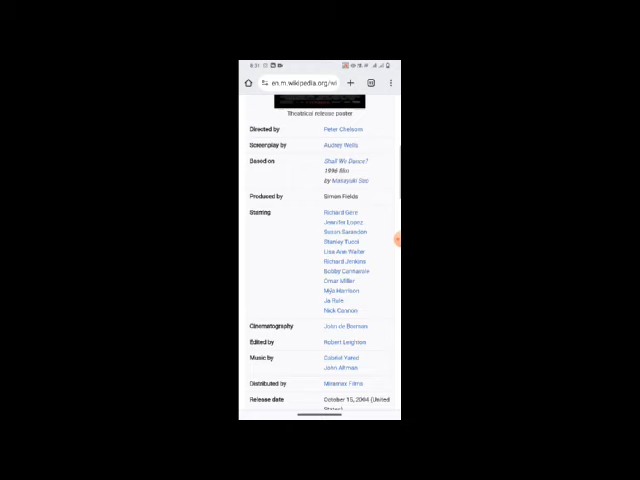 8:31
en.m.wikipedia.org/wi
Theatrical release poster
Directed by Peter Chelsom
Screenplay by Audrey Wells
Based on Shall We Dance?
1996 film
by Masayuki Suo
Produced by Simon Fields
Starring Richard Gere
Jennifer Lopez
Susan Sarandon
Stanley Tucci
Lisa Ann Walter
Richard Jenkins
Bobby Cannavale
Omar Miller
Mýa Harrison
Ja Rule
Nick Cannon
Cinematography John de Borman
Edited by Robert Leighton
Music by Gabriel Yared
John Altman
Distributed by Miramax Films
Release date October 15, 2004 (United
States)